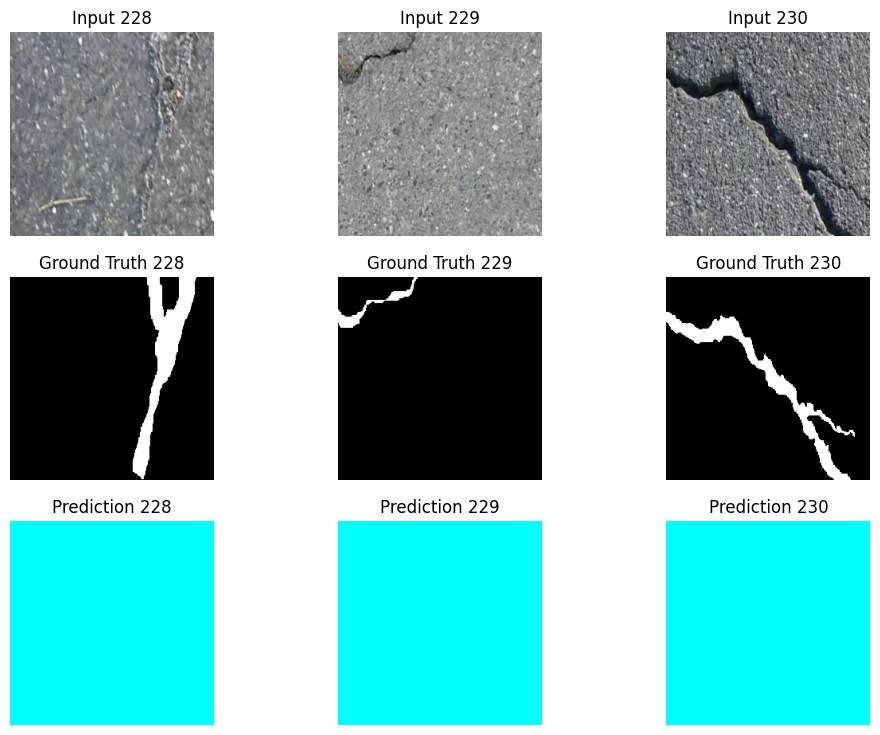 Input 228
Input 229
Input 230
Ground Truth 228
Ground Truth 229
Ground Truth 230
Prediction 228
Prediction 229
Prediction 230